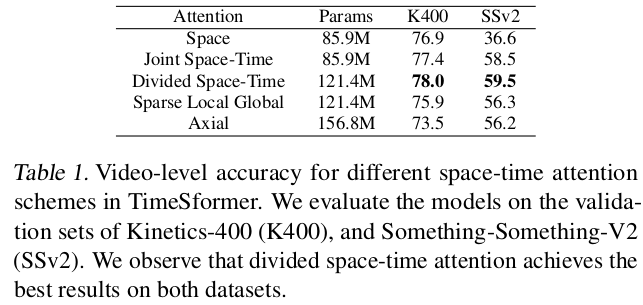 Attention Params K400 SSv2
Space 85.9M 76.9 36.6
Joint Space-Time 85.9M 77.4 58.5
Divided Space-Time 121.4M 78.0 59.5
Sparse Local Global 121.4M 75.9 56.3
Axial 156.8M 73.5 56.2
Table 1. Video-level accuracy for different space-time attention
schemes in TimeSformer. We evaluate the models on the valida-
tion sets of Kinetics-400 (K400), and Something-Something-V2
(SSv2). We observe that divided space-time attention achieves the
best results on both datasets.